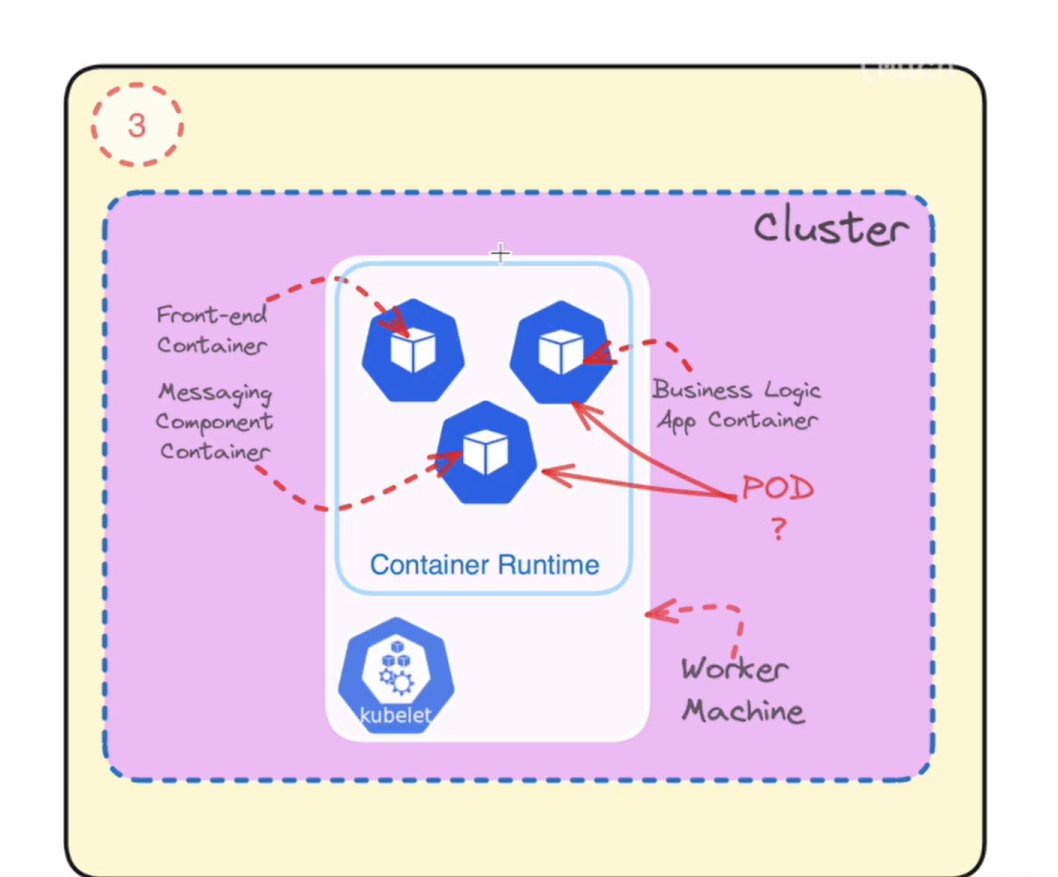 3
Cluster
Front-end
Container
Messaging
Component
Container
Business Logic
App Container
POD
?
Container Runtime
kubelet
Worker
Machine